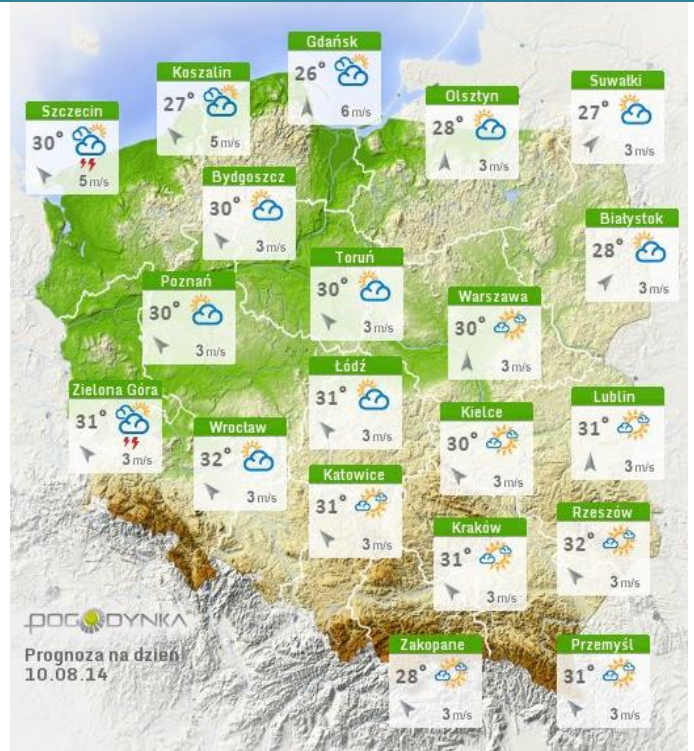 Gdańsk
26°
6 m/s
Koszalin
27°
5 m/s
Suwałki
27°
3 m/s
Olsztyn
28°
3 m/s
Szczecin
30°
5 m/s
Bydgoszcz
30°
3 m/s
Białystok
28°
3 m/s
Toruń
30°
3 m/s
Poznań
30°
3 m/s
Warszawa
30°
3 m/s
Łódź
31°
3 m/s
Zielona Góra
31°
3 m/s
Lublin
31°
3 m/s
Kielce
30°
3 m/s
Wrocław
32°
3 m/s
Katowice
31°
3 m/s
Rzeszów
32°
3 m/s
Kraków
31°
3 m/s
POGODYNKA
Prognoza na dzień
10.08.14
Zakopane
28°
3 m/s
Przemyśl
31°
3 m/s